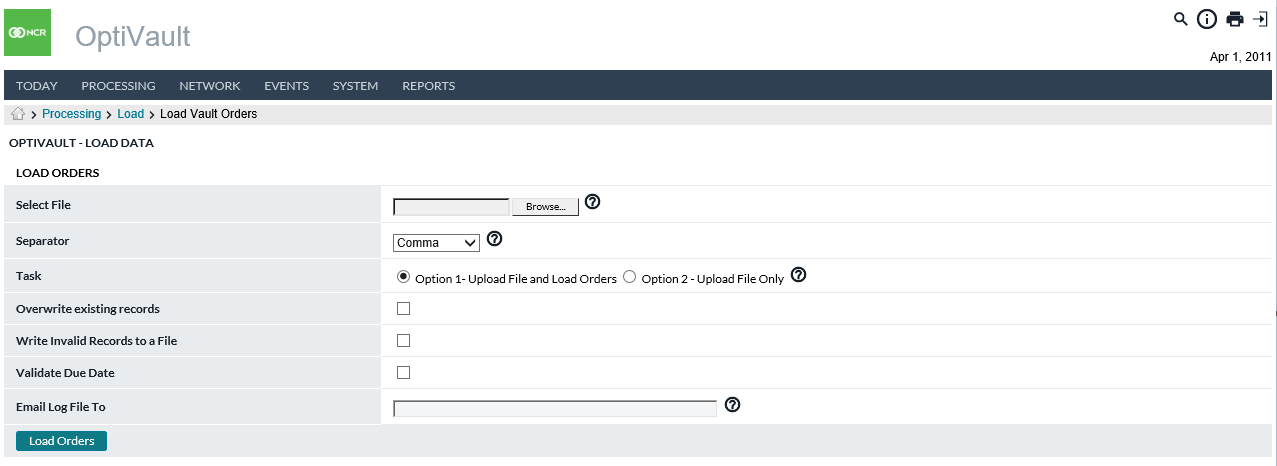 NCR
OptiVault
Apr 1, 2011
TODAY PROCESSING NETWORK EVENTS SYSTEM REPORTS
Processing > Load > Load Vault Orders
OPTIVAULT - LOAD DATA
LOAD ORDERS
Select File Browse...
Separator Comma
Task Option 1- Upload File and Load Orders Option 2 - Upload File Only
Overwrite existing records
Write Invalid Records to a File
Validate Due Date
Email Log File To
Load Orders